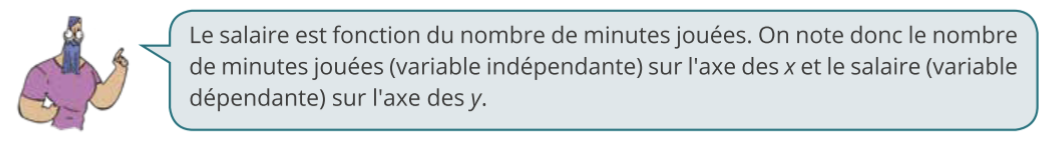 Le salaire est fonction du nombre de minutes jouées. On note donc le nombre
de minutes jouées (variable indépendante) sur l'axe des x et le salaire (variable
dépendante) sur l'axe des y.